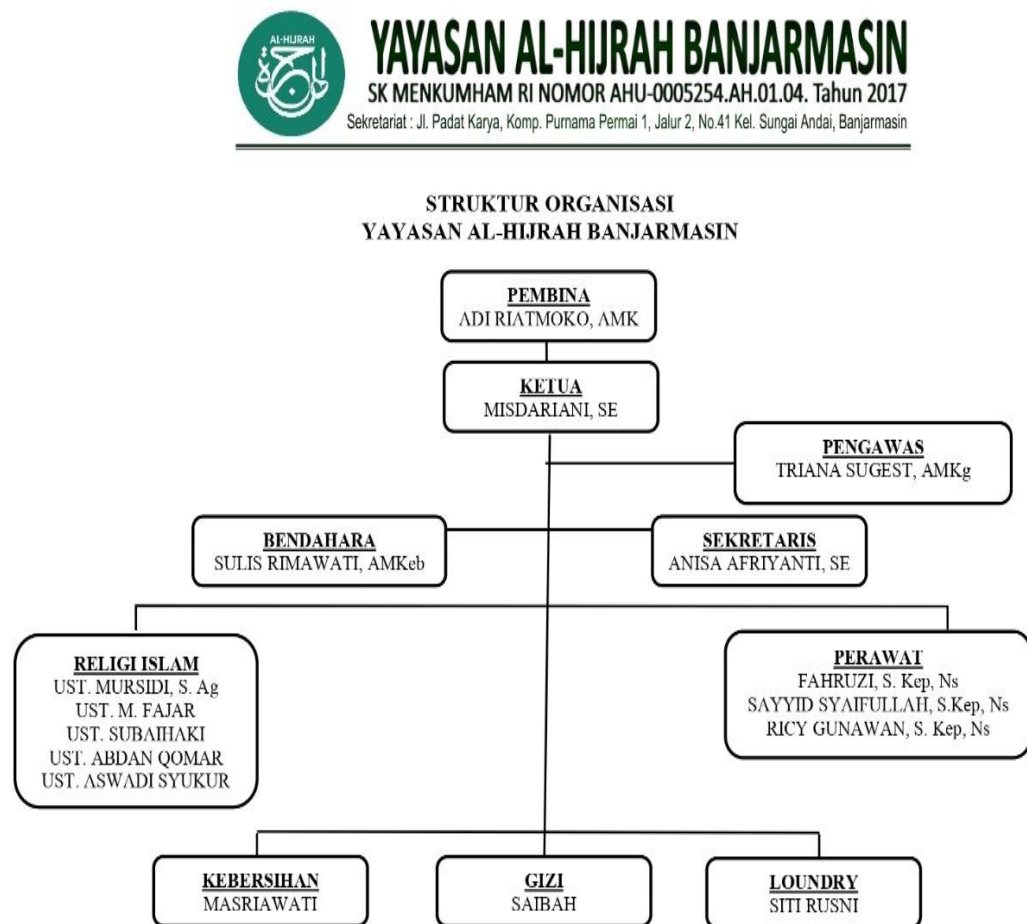 AL-HIJRAH
الهجرة
YAYASAN AL-HIJRAH BANJARMASIN
SK MENKUMHAM RI NOMOR AHU-0005254.AH.01.04. Tahun 2017
Sekretariat : Jl. Padat Karya, Komp. Purnama Permai 1, Jalur 2, No.41 Kel. Sungai Andai, Banjarmasin
STRUKTUR ORGANISASI
YAYASAN AL-HIJRAH BANJARMASIN
PEMBINA
ADI RIATMOKO, AMK
KETUA
MISDARIANI, SE
PENGAWAS
TRIANA SUGEST, AMKg
BENDAHARA
SULIS RIMAWATI, AMKeb
SEKRETARIS
ANISA AFRIYANTI, SE
RELIGI ISLAM
UST. MURSIDI, S. Ag
UST. M. FAJAR
UST. SUBAIHAKI
UST. ABDAN QOMAR
UST. ASWADI SYUKUR
PERAWAT
FAHRUZI, S. Kep, Ns
SAYYID SYAIFULLAH, S.Kep, Ns
RICY GUNAWAN, S. Kep, Ns
KEBERSIHAN
MASRIAWATI
GIZI
SAIBAH
LOUNDRY
SITI RUSNI